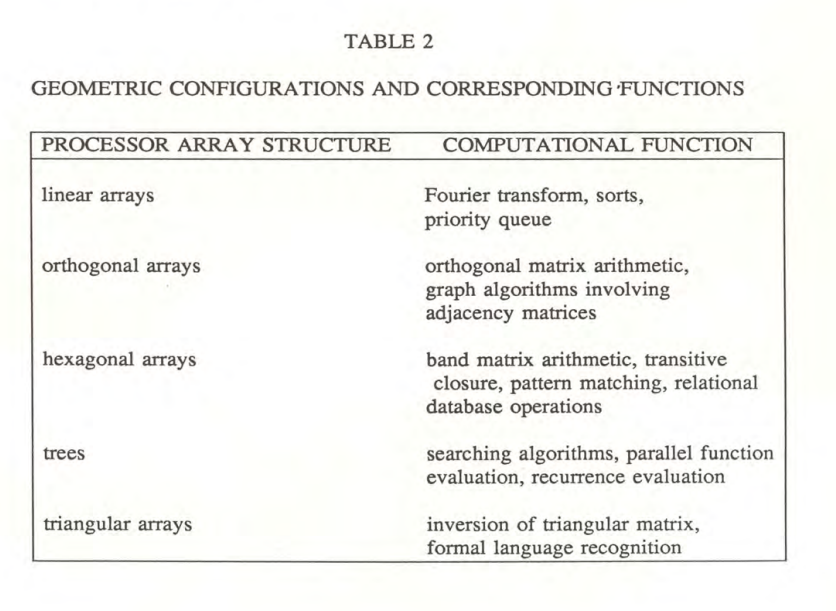 TABLE 2
GEOMETRIC CONFIGURATIONS AND CORRESPONDING FUNCTIONS
PROCESSOR ARRAY STRUCTURE COMPUTATIONAL FUNCTION
linear arrays Fourier transform, sorts,
priority queue
orthogonal arrays orthogonal matrix arithmetic,
graph algorithms involving
adjacency matrices
hexagonal arrays band matrix arithmetic, transitive
closure, pattern matching, relational
database operations
trees searching algorithms, parallel function
evaluation, recurrence evaluation
triangular arrays inversion of triangular matrix,
formal language recognition